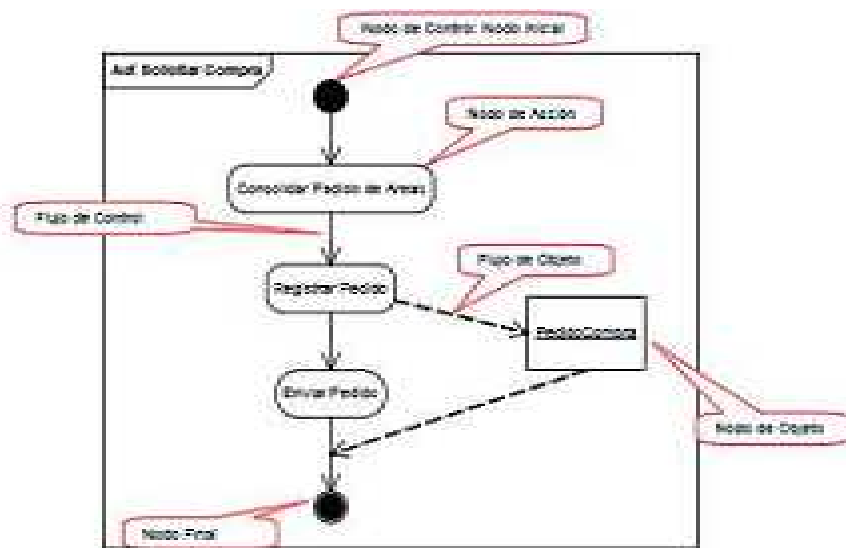 Nodo de Control: Nodo Inicial
Act Solicitar Compra
Nodo de Acción
Consolidar Pedido de Areas
Flujo de Control
Flujo de Objeto
Registrar Pedido
PedidoCompra
Enviar Pedido
Nodo de Objeto
Nodo Final